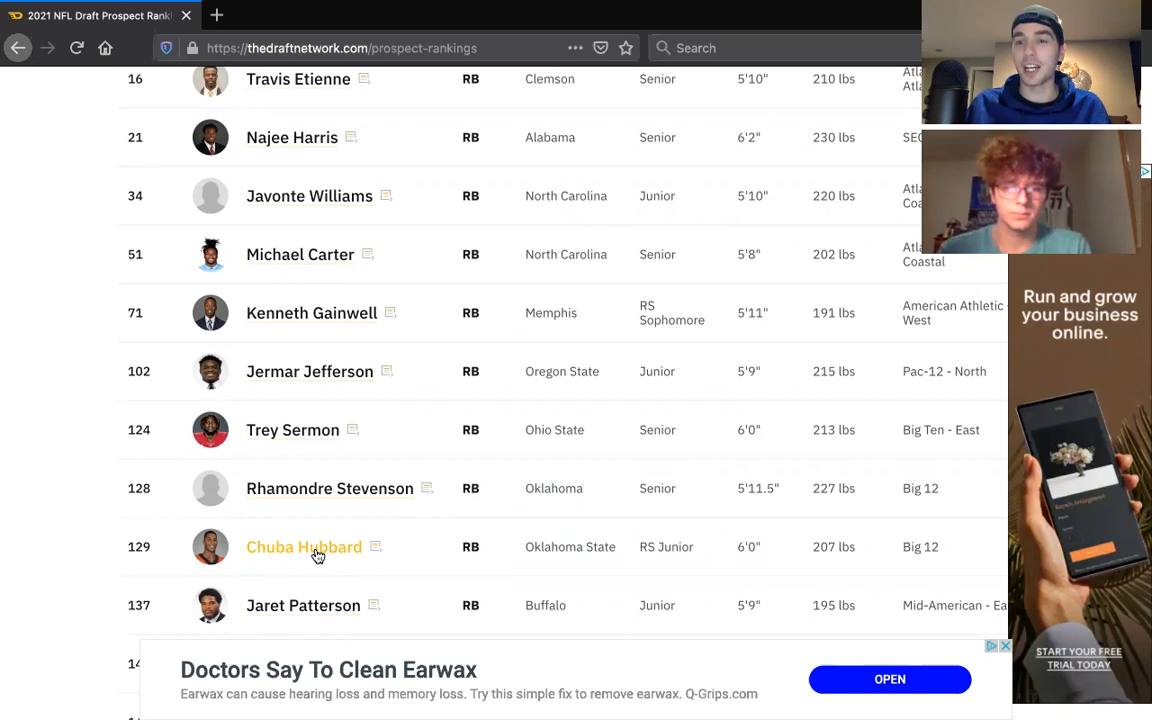 2021 NFL Draft Prospect Rank
https://thedraftnetwork.com/prospect-rankings
Search
16 Travis Etienne RB Clemson Senior 5'10" 210 lbs
21 Najee Harris RB Alabama Senior 6'2" 230 lbs SEC
34 Javonte Williams RB North Carolina Junior 5'10" 220 lbs
51 Michael Carter RB North Carolina Senior 5'8" 202 lbs
Coastal
71 Kenneth Gainwell RB Memphis RS Sophomore 5'11" 191 lbs American Athletic
West
102 Jermar Jefferson RB Oregon State Junior 5'9" 215 lbs Pac-12 - North
124 Trey Sermon RB Ohio State Senior 6'0" 213 lbs Big Ten - East
128 Rhamondre Stevenson RB Oklahoma Senior 5'11.5" 227 lbs Big 12
129 Chuba Hubbard RB Oklahoma State RS Junior 6'0" 207 lbs Big 12
137 Jaret Patterson RB Buffalo Junior 5'9" 195 lbs Mid-American - Ea
Run and grow
your business
online.
START YOUR FREE
TRIAL TODAY
Doctors Say To Clean Earwax
Earwax can cause hearing loss and memory loss. Try this simple fix to remove earwax. Q-Grips.com
OPEN